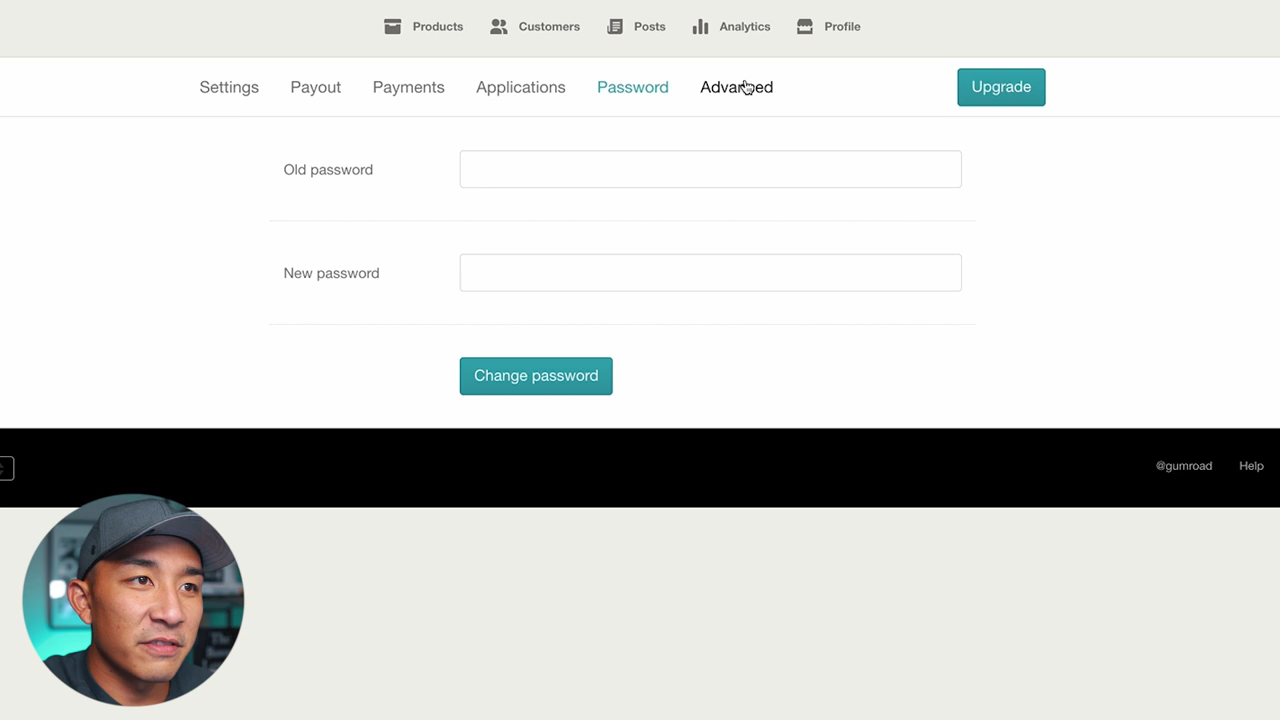 Products Customers Posts Analytics Profile
Settings Payout Payments Applications Password Advanced Upgrade
Old password
New password
Change password
@gumroad Help
The